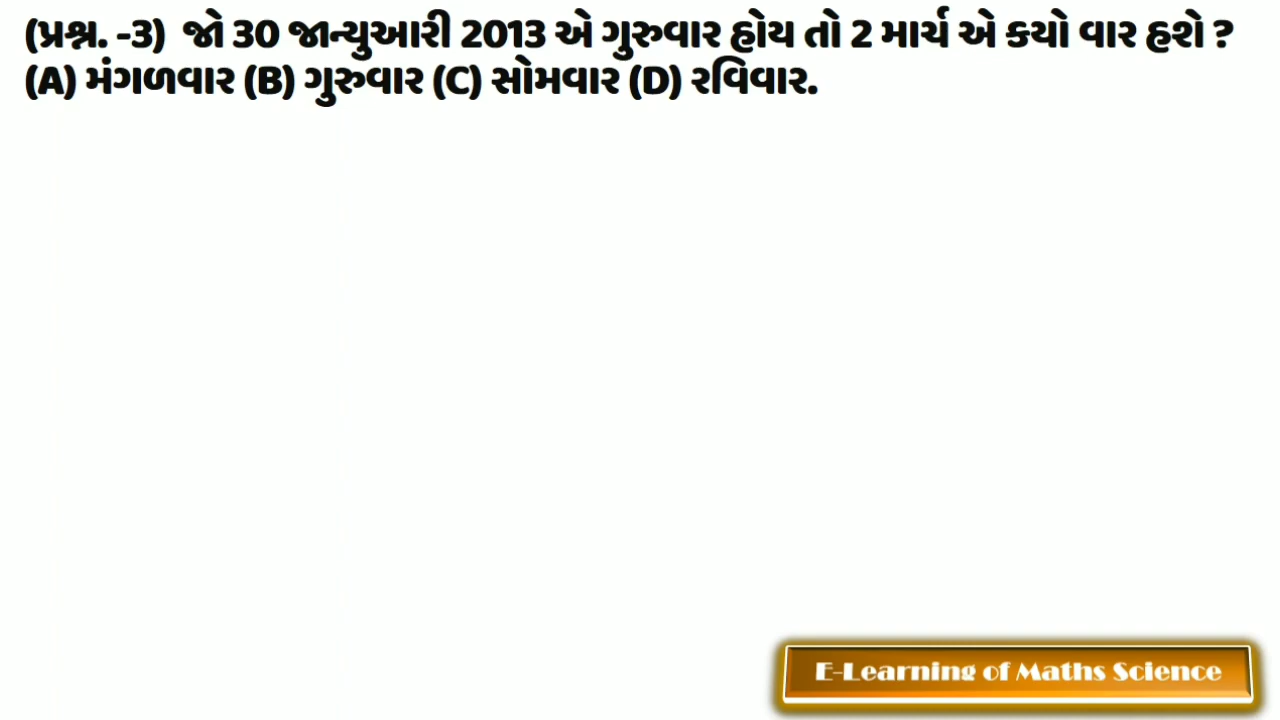 (પ્રશ્ન. -3) જો 30 જાન્યુઆરી 2013 એ ગુરુવાર હોય તો 2 માર્ચ એ કયો વાર હશે ?
(A) મંગળવાર (B) ગુરુવાર (C) સોમવાર (D) રવિવાર.
E-Learning of Maths Science